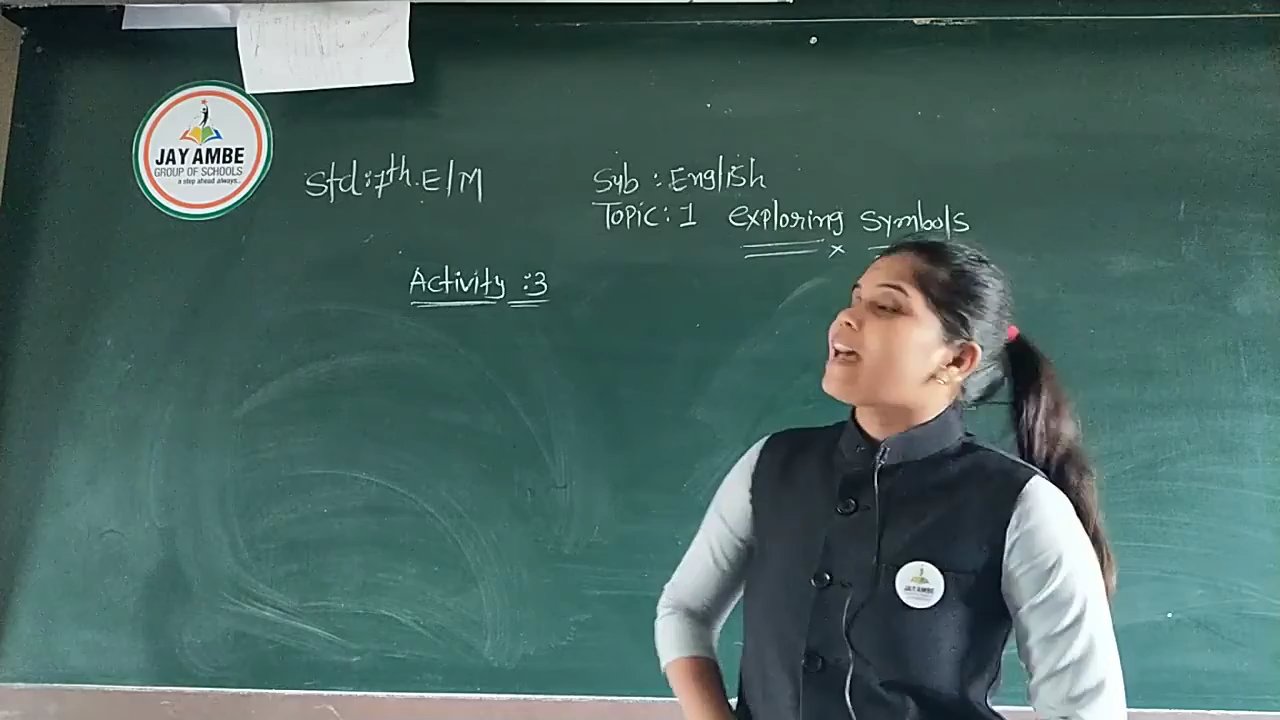 JAY AMBE
GROUP OF SCHOOLS
a step ahead always..
Std : 7th. E/M
Sub : English
Topic : 1 exploring symbols
Activity : 3
JAY AMBE